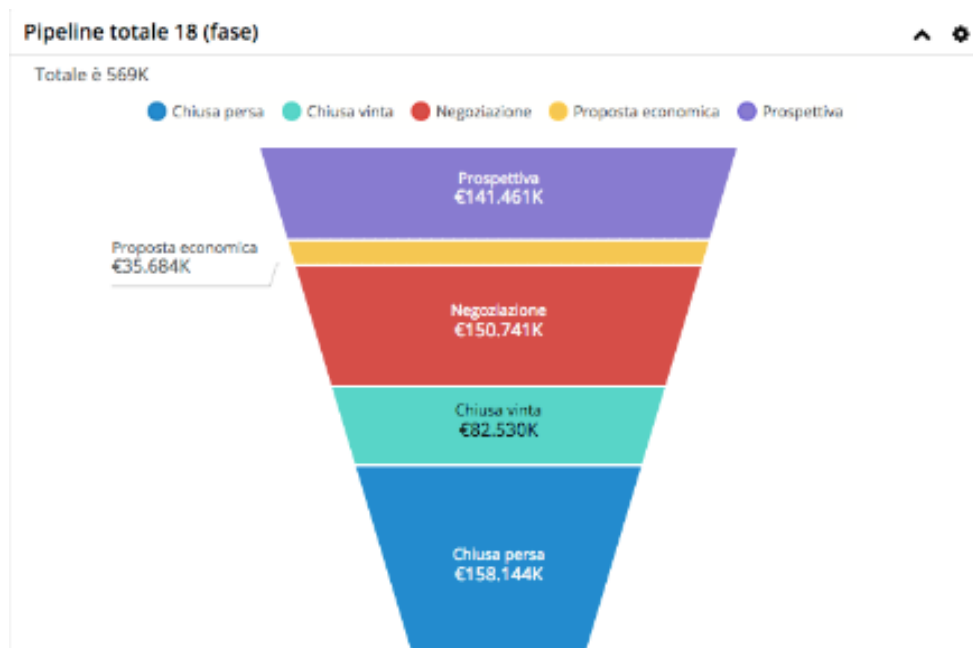 Pipeline totale 18 (fase)
Totale è 569K
Chiusa persa Chiusa vinta Negoziazione Proposta economica Prospettiva
Prospettiva
€141.461K
Proposta economica
€35.684K
Negoziazione
€150.741K
Chiusa vinta
€82.530K
Chiusa persa
€158.144K